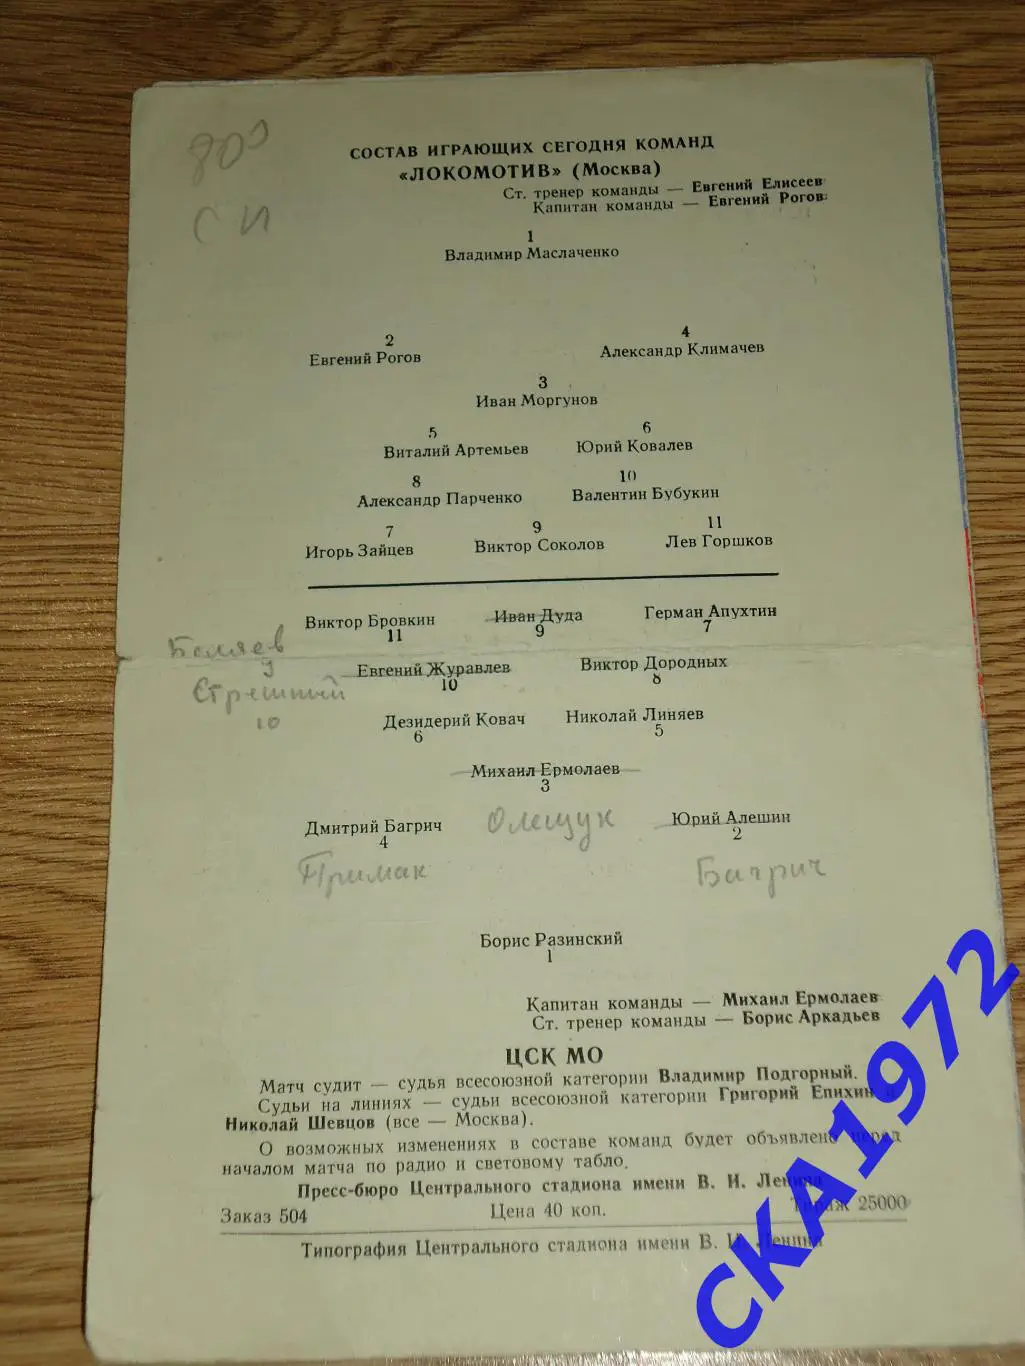 800
С И
СОСТАВ ИГРАЮЩИХ СЕГОДНЯ КОМАНД
«ЛОКОМОТИВ» (Москва)
Ст. тренер команды — Евгений Елисеев
Капитан команды — Евгений Рогов
1
Владимир Маслаченко
2 4
Евгений Рогов Александр Климачев
3
Иван Моргунов
5 6
Виталий Артемьев Юрий Ковалев
8 10
Александр Парченко Валентин Бубукин
7 9 11
Игорь Зайцев Виктор Соколов Лев Горшков
Виктор Бровкин Иван Дуда Герман Апухтин
11 9 7
Беляев
9
Евгений Журавлев Виктор Дородных
10 8
Стрешный
10
Дезидерий Ковач Николай Линяев
6 5
Михаил Ермолаев
3
Дмитрий Багрич Олещук Юрий Алешин
4 2
Примак Багрич
Борис Разинский
1
Капитан команды — Михаил Ермолаев
Ст. тренер команды — Борис Аркадьев
ЦСК МО
Матч судит — судья всесоюзной категории Владимир Подгорный.
Судьи на линиях — судьи всесоюзной категории Григорий Епихин и
Николай Шевцов (все — Москва).
О возможных изменениях в составе команд будет объявлено перед
началом матча по радио и световому табло.
Пресс-бюро Центрального стадиона имени В. И. Ленина
Заказ 504 Цена 40 коп. Тираж 25000
Типография Центрального стадиона имени В. И. Ленина
СКА1972